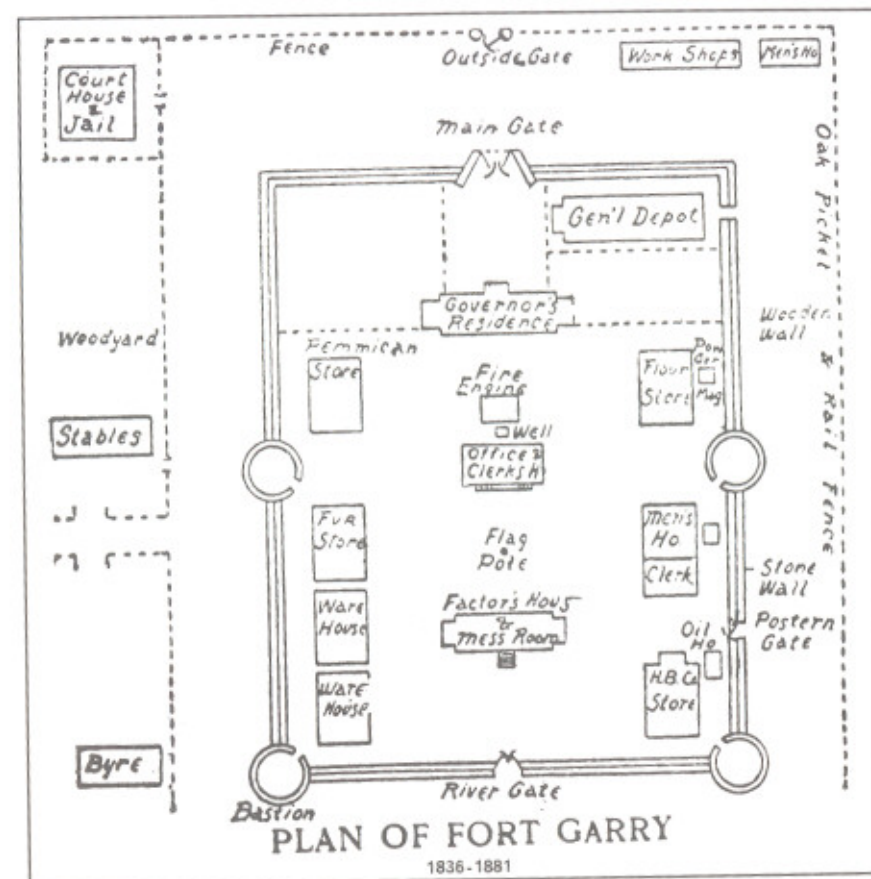 Fence
Outside Gate
Work Shops
Men's Ho
Court
House
&
Jail
Main Gate
Oak Picket & Rail Fence
Gen'l Depot
Governor's
Residence
Wooden
Wall
Woodyard
Pemmican
Store
Fire
Engine
Flour
Store
Pow
der
Mag
Well
Stables
Office &
Clerks H
Fur
Store
Flag
Pole
Men's
Ho
Clerk
Stone
Wall
Ware
House
Factor's Hous
&
Mess Room
Oil
Ho
Postern
Gate
Ware
House
H.B.Co
Store
Byre
River Gate
Bastion
PLAN OF FORT GARRY
1836-1881